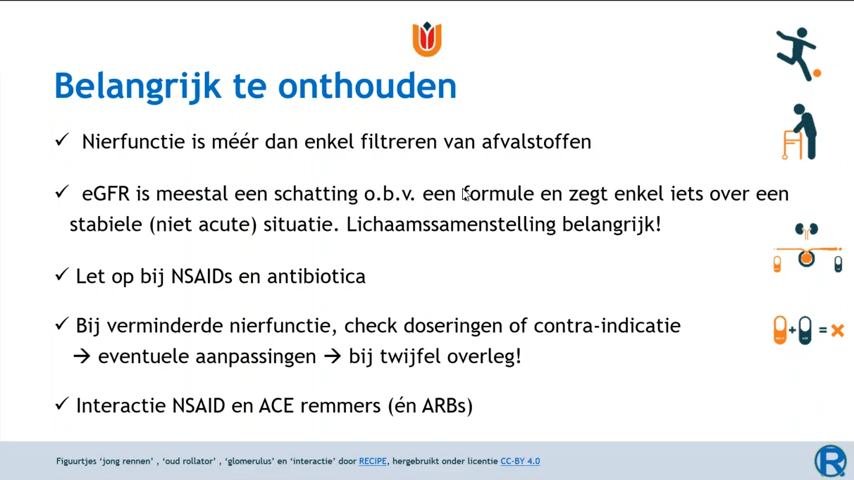 Belangrijk te onthouden
✓ Nierfunctie is méér dan enkel filtreren van afvalstoffen
✓ eGFR is meestal een schatting o.b.v. een formule en zegt enkel iets over een
stabiele (niet acute) situatie. Lichaamssamenstelling belangrijk!
✓ Let op bij NSAIDs en antibiotica
✓ Bij verminderde nierfunctie, check doseringen of contra-indicatie
→ eventuele aanpassingen → bij twijfel overleg!
✓ Interactie NSAID en ACE remmers (én ARBs)
Figuurtjes ‘jong rennen’ , ‘oud rollator’ , ‘glomerulus’ en ‘interactie’ door RECIPE, hergebruikt onder licentie CC-BY 4.0
R